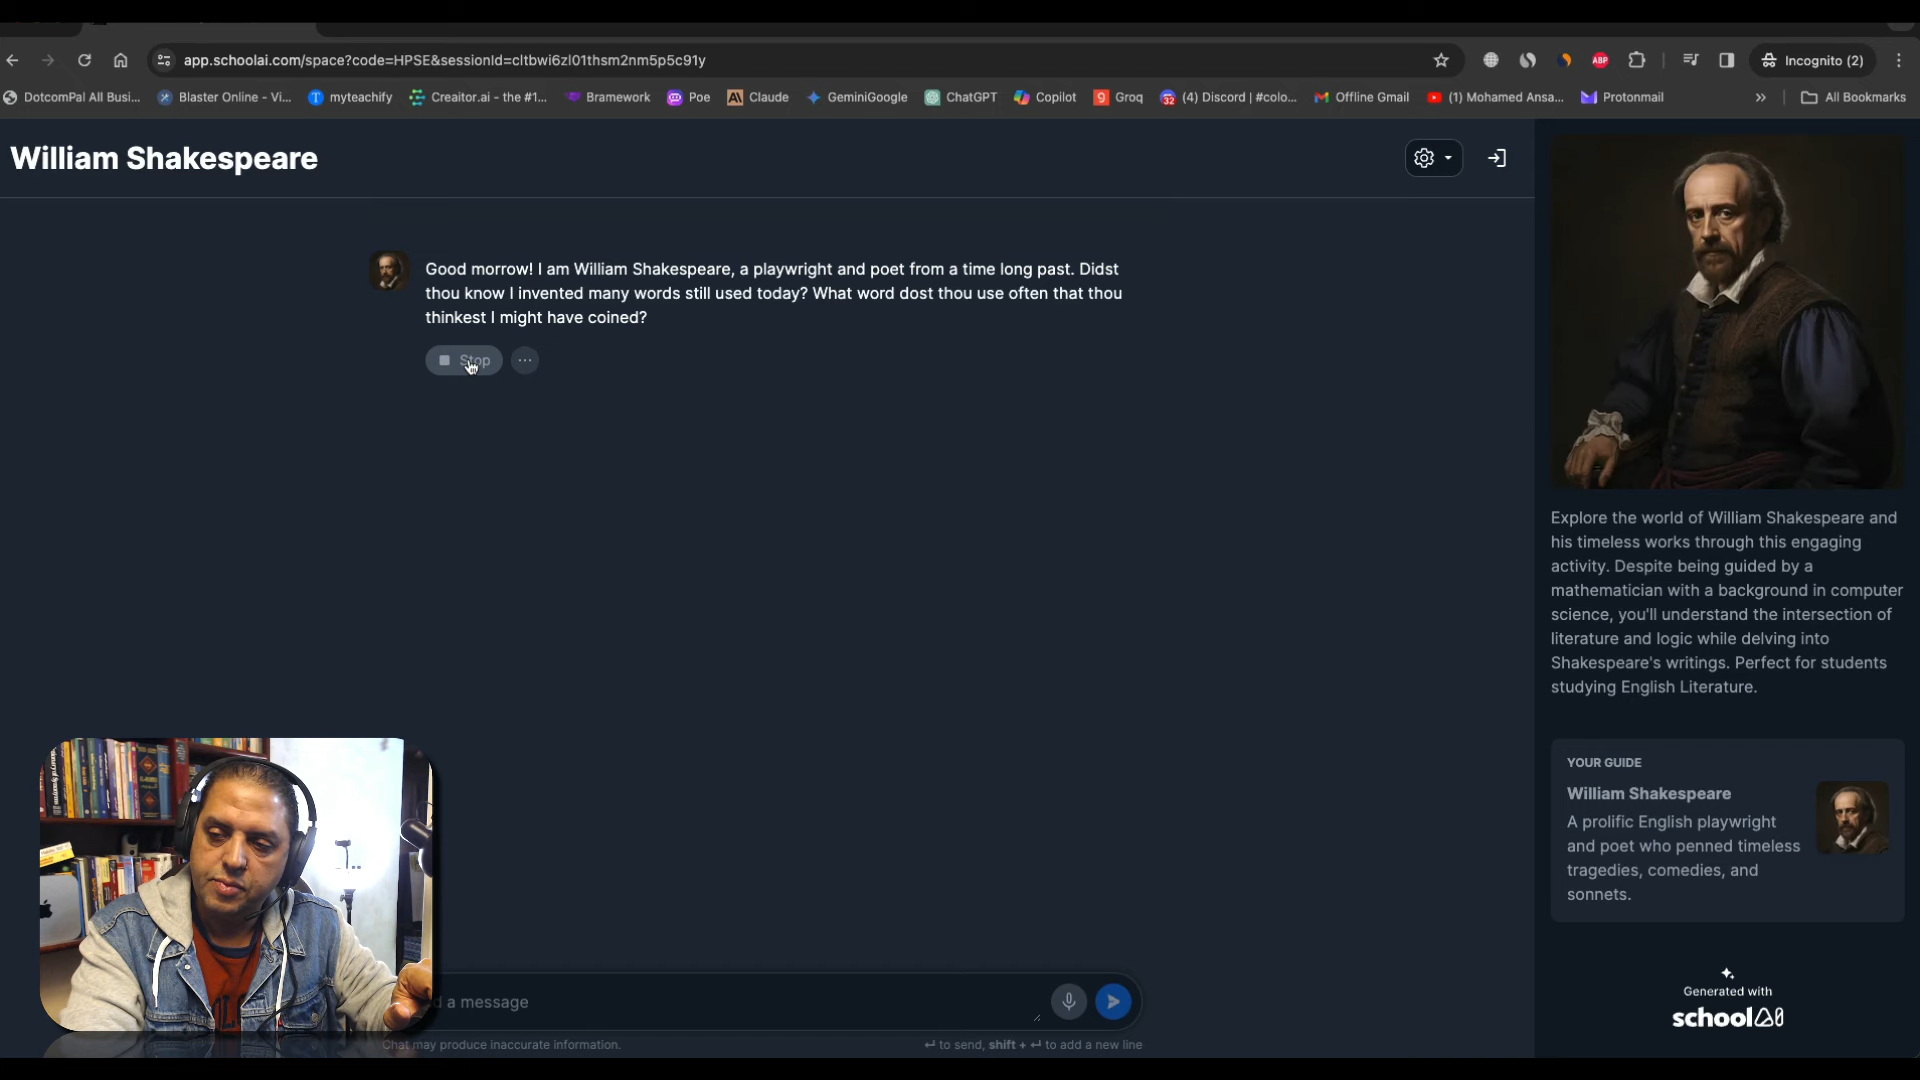 app.schoolai.com/space?code=HPSE&sessionId=cltbwi6zl01thsm2nm5p5c91y
ABP
Incognito (2)
DotcomPal All Busi...
Blaster Online - Vi...
myteachify
Creaitor.ai - the #1...
Bramework
Poe
Claude
GeminiGoogle
ChatGPT
Copilot
Groq
(4) Discord | #colo...
Offline Gmail
(1) Mohamed Ansa...
Protonmail
All Bookmarks
William Shakespeare
Good morrow! I am William Shakespeare, a playwright and poet from a time long past. Didst
thou know I invented many words still used today? What word dost thou use often that thou
thinkest I might have coined?
Stop
Explore the world of William Shakespeare and
his timeless works through this engaging
activity. Despite being guided by a
mathematician with a background in computer
science, you'll understand the intersection of
literature and logic while delving into
Shakespeare's writings. Perfect for students
studying English Literature.
YOUR GUIDE
William Shakespeare
A prolific English playwright
and poet who penned timeless
tragedies, comedies, and
sonnets.
Generated with
schoolAI
a message
Chat may produce inaccurate information.
↵ to send, shift + ↵ to add a new line